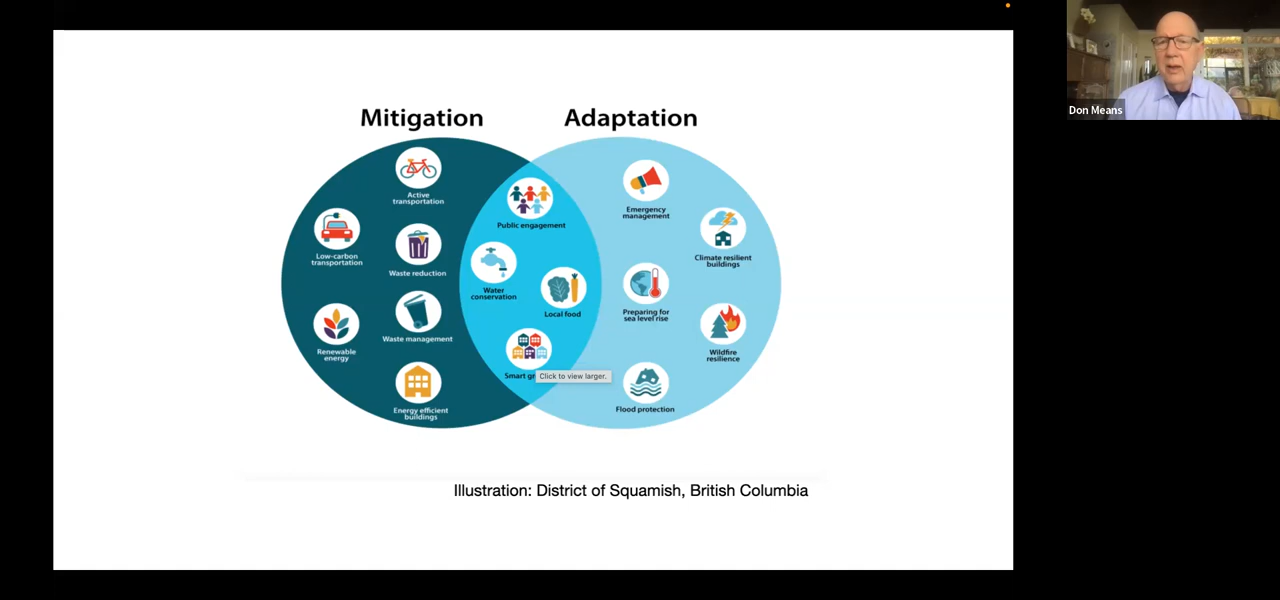 Mitigation
Adaptation
Active
transportation
Low-carbon
transportation
Waste reduction
Waste management
Renewable
energy
Energy efficient
buildings
Public engagement
Water
conservation
Local food
Smart gr
Click to view larger.
Emergency
management
Climate resilient
buildings
Preparing for
sea level rise
Wildfire
resilience
Flood protection
Illustration: District of Squamish, British Columbia
Don Means